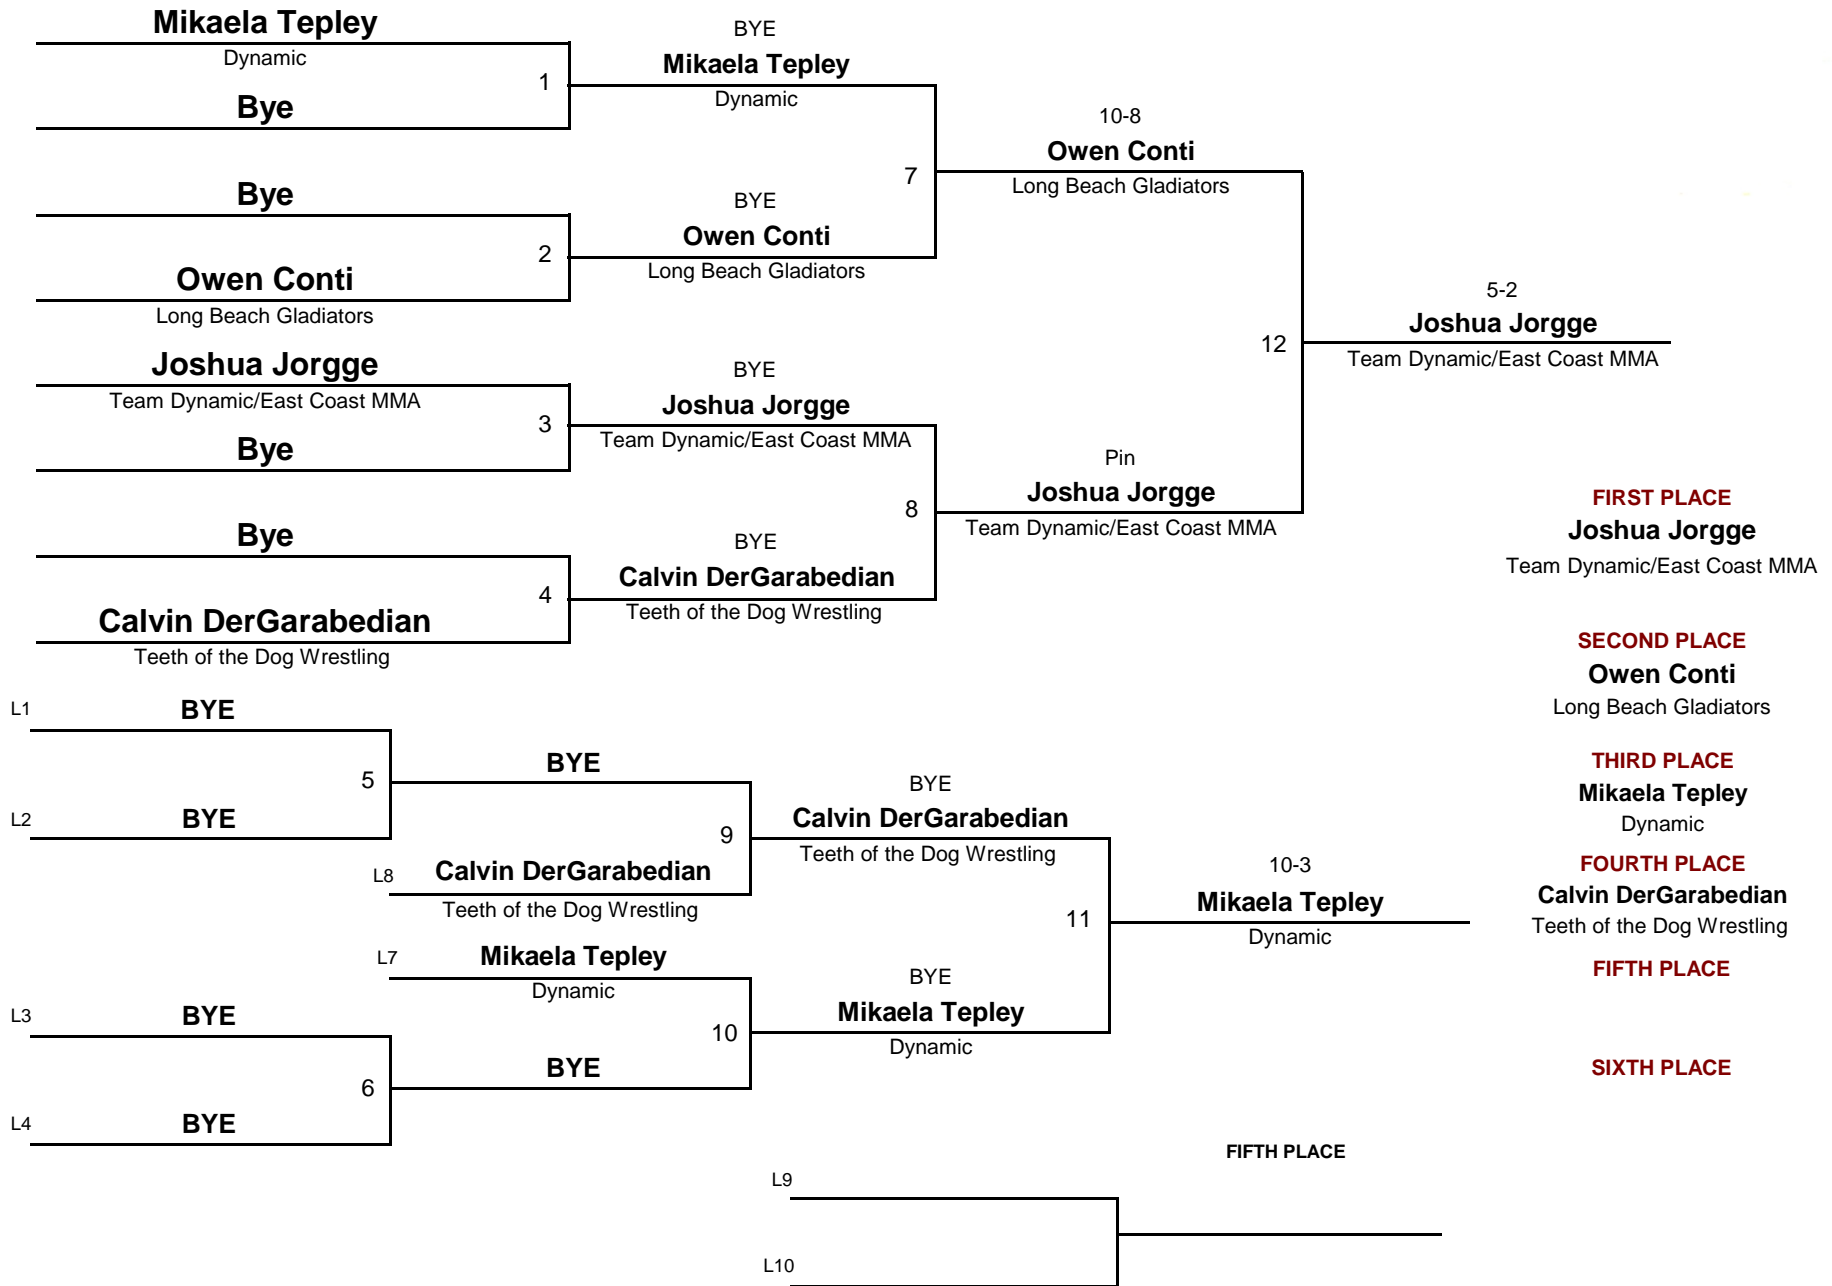 Mikaela Tepley
Dynamic
1
Bye
BYE
Mikaela Tepley
Dynamic
Bye
2
Owen Conti
Long Beach Gladiators
BYE
Owen Conti
Long Beach Gladiators
7
10-8
Owen Conti
Long Beach Gladiators
Joshua Jorgge
Team Dynamic/East Coast MMA
3
Bye
BYE
Joshua Jorgge
Team Dynamic/East Coast MMA
Bye
4
Calvin DerGarabedian
Teeth of the Dog Wrestling
BYE
Calvin DerGarabedian
Teeth of the Dog Wrestling
8
Pin
Joshua Jorgge
Team Dynamic/East Coast MMA
12
5-2
Joshua Jorgge
Team Dynamic/East Coast MMA
FIRST PLACE
Joshua Jorgge
Team Dynamic/East Coast MMA
SECOND PLACE
Owen Conti
Long Beach Gladiators
THIRD PLACE
Mikaela Tepley
Dynamic
FOURTH PLACE
Calvin DerGarabedian
Teeth of the Dog Wrestling
FIFTH PLACE
SIXTH PLACE
L1 BYE
5
L2 BYE
BYE
9
L8 Calvin DerGarabedian
Teeth of the Dog Wrestling
BYE
Calvin DerGarabedian
Teeth of the Dog Wrestling
L7 Mikaela Tepley
Dynamic
10
L3 BYE
6
L4 BYE
BYE
BYE
Mikaela Tepley
Dynamic
11
10-3
Mikaela Tepley
Dynamic
FIFTH PLACE
L9
L10